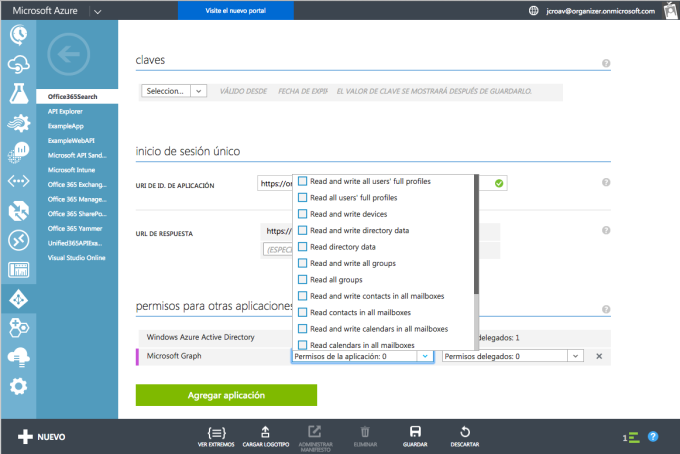 Microsoft Azure
Visite el nuevo portal
jcroav@organizer.onmicrosoft.com
Office365Search
API Explorer
ExampleApp
ExampleWebAPI
Microsoft API Sand...
Microsoft Intune
Office 365 Exchang...
Office 365 Manage...
Office 365 SharePo...
Office 365 Yammer
Unified365APIExa...
Visual Studio Online
claves
Seleccion... VÁLIDO DESDE FECHA DE EXPIR EL VALOR DE CLAVE SE MOSTRARÁ DESPUÉS DE GUARDARLO.
inicio de sesión único
URI DE ID. DE APLICACIÓN https://or
URL DE RESPUESTA https://
(ESPECI
Read and write all users' full profiles
Read all users' full profiles
Read and write devices
Read and write directory data
Read directory data
Read and write all groups
Read all groups
Read and write contacts in all mailboxes
Read contacts in all mailboxes
Read and write calendars in all mailboxes
Read calendars in all mailboxes
permisos para otras aplicaciones
Windows Azure Active Directory delegados: 1
Microsoft Graph Permisos de la aplicación: 0 Permisos delegados: 0
Agregar aplicación
NUEVO
VER EXTREMOS
CARGAR LOGOTIPO
ADMINISTRAR
MANIFIESTO
ELIMINAR
GUARDAR
DESCARTAR
1